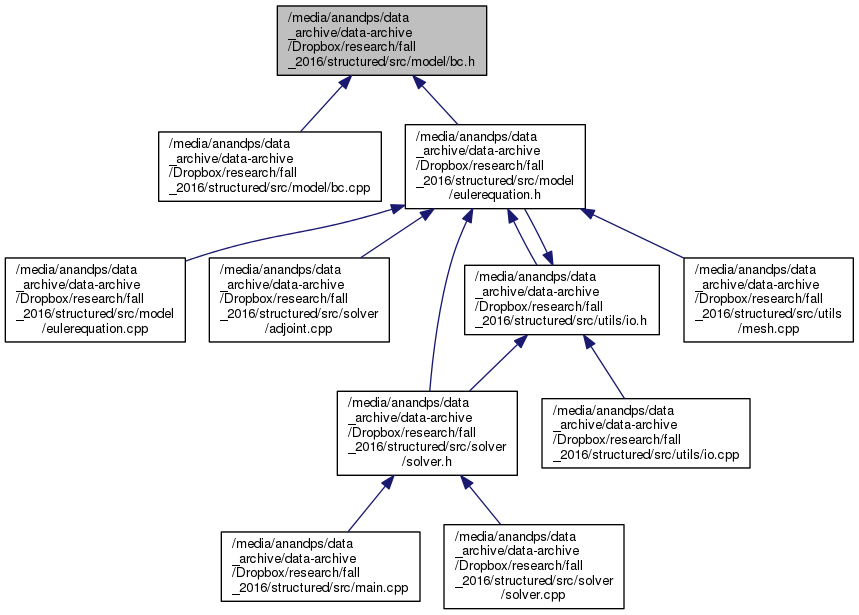 /media/anandps/data
_archive/data-archive
/Dropbox/research/fall
_2016/structured/src/model/bc.h
/media/anandps/data
_archive/data-archive
/Dropbox/research/fall
_2016/structured/src/model/bc.cpp
/media/anandps/data
_archive/data-archive
/Dropbox/research/fall
_2016/structured/src/model
/eulerequation.h
/media/anandps/data
_archive/data-archive
/Dropbox/research/fall
_2016/structured/src/model
/eulerequation.cpp
/media/anandps/data
_archive/data-archive
/Dropbox/research/fall
_2016/structured/src/solver
/adjoint.cpp
/media/anandps/data
_archive/data-archive
/Dropbox/research/fall
_2016/structured/src/utils/io.h
/media/anandps/data
_archive/data-archive
/Dropbox/research/fall
_2016/structured/src/utils
/mesh.cpp
/media/anandps/data
_archive/data-archive
/Dropbox/research/fall
_2016/structured/src/solver
/solver.h
/media/anandps/data
_archive/data-archive
/Dropbox/research/fall
_2016/structured/src/utils/io.cpp
/media/anandps/data
_archive/data-archive
/Dropbox/research/fall
_2016/structured/src/main.cpp
/media/anandps/data
_archive/data-archive
/Dropbox/research/fall
_2016/structured/src/solver
/solver.cpp